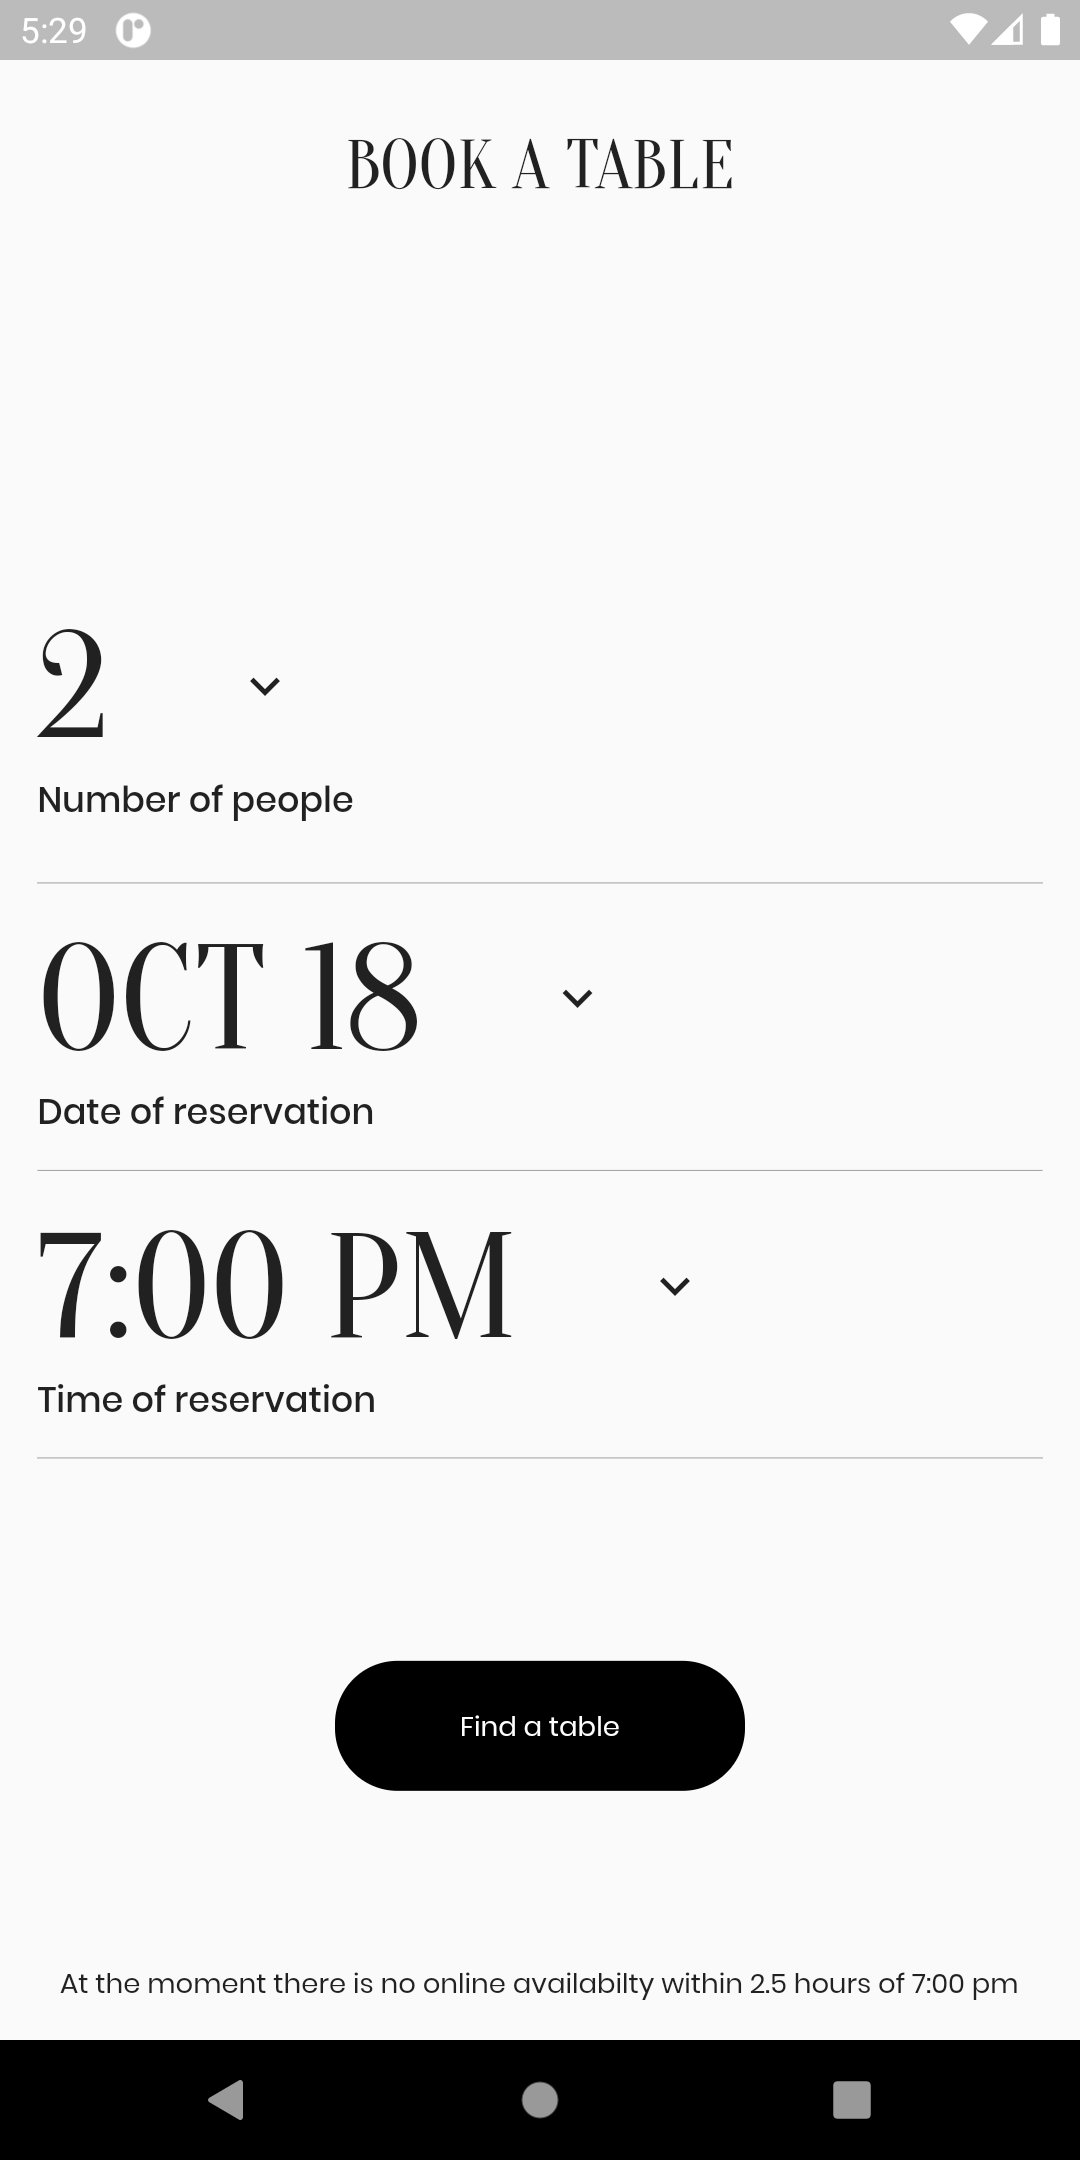 5:29
BOOK A TABLE
2
Number of people
OCT 18
Date of reservation
7:00 PM
Time of reservation
Find a table
At the moment there is no online availabilty within 2.5 hours of 7:00 pm